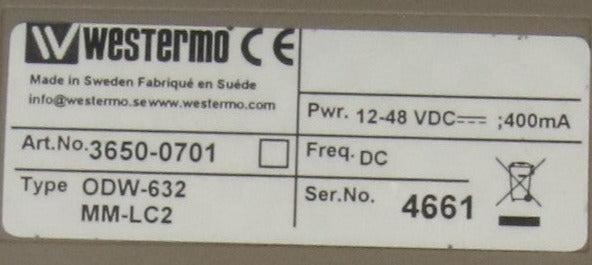 westermo CE
Made in Sweden Fabriqué en Suéde
info@westermo.sewww.westermo.com
Art.No. 3650-0701
Type ODW-632
MM-LC2
Pwr. 12-48 VDC ;400mA
Freq. DC
Ser.No. 4661